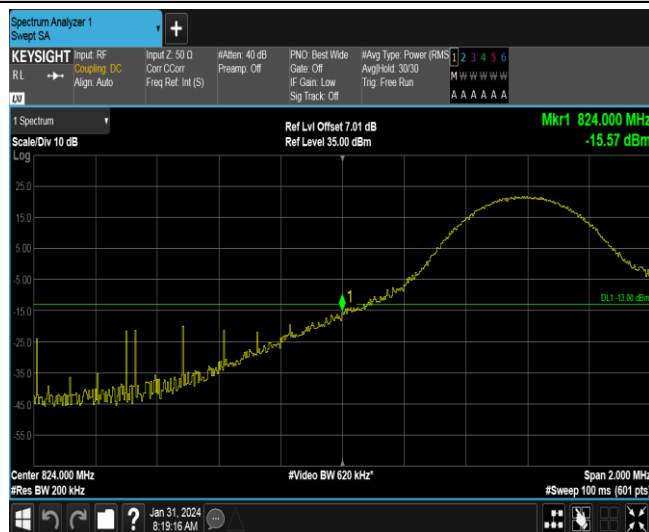 Spectrum Analyzer 1
Swept SA
+
KEYSIGHT
RL
LXI
Input: RF
Coupling: DC
Align: Auto
Input Z: 50 Ω
Corr CCorr
Freq Ref: Int (S)
#Atten: 40 dB
Preamp: Off
PNO: Best Wide
Gate: Off
IF Gain: Low
Sig Track: Off
#Avg Type: Power (RMS
Avg|Hold: 30/30
Trig: Free Run
1 2 3 4 5 6
M W W W W W
A A A A A A
1 Spectrum
Scale/Div 10 dB
Log
Ref Lvl Offset 7.01 dB
Ref Level 35.00 dBm
Mkr1 824.000 MHz
-15.57 dBm
25.0
15.0
5.00
-5.00
-15.0
-25.0
-35.0
-45.0
-55.0
1
DL1 -13.00 dBm
Center 824.000 MHz
#Res BW 200 kHz
#Video BW 620 kHz*
Span 2.000 MHz
#Sweep 100 ms (601 pts)
?
Jan 31, 2024
8:19:16 AM